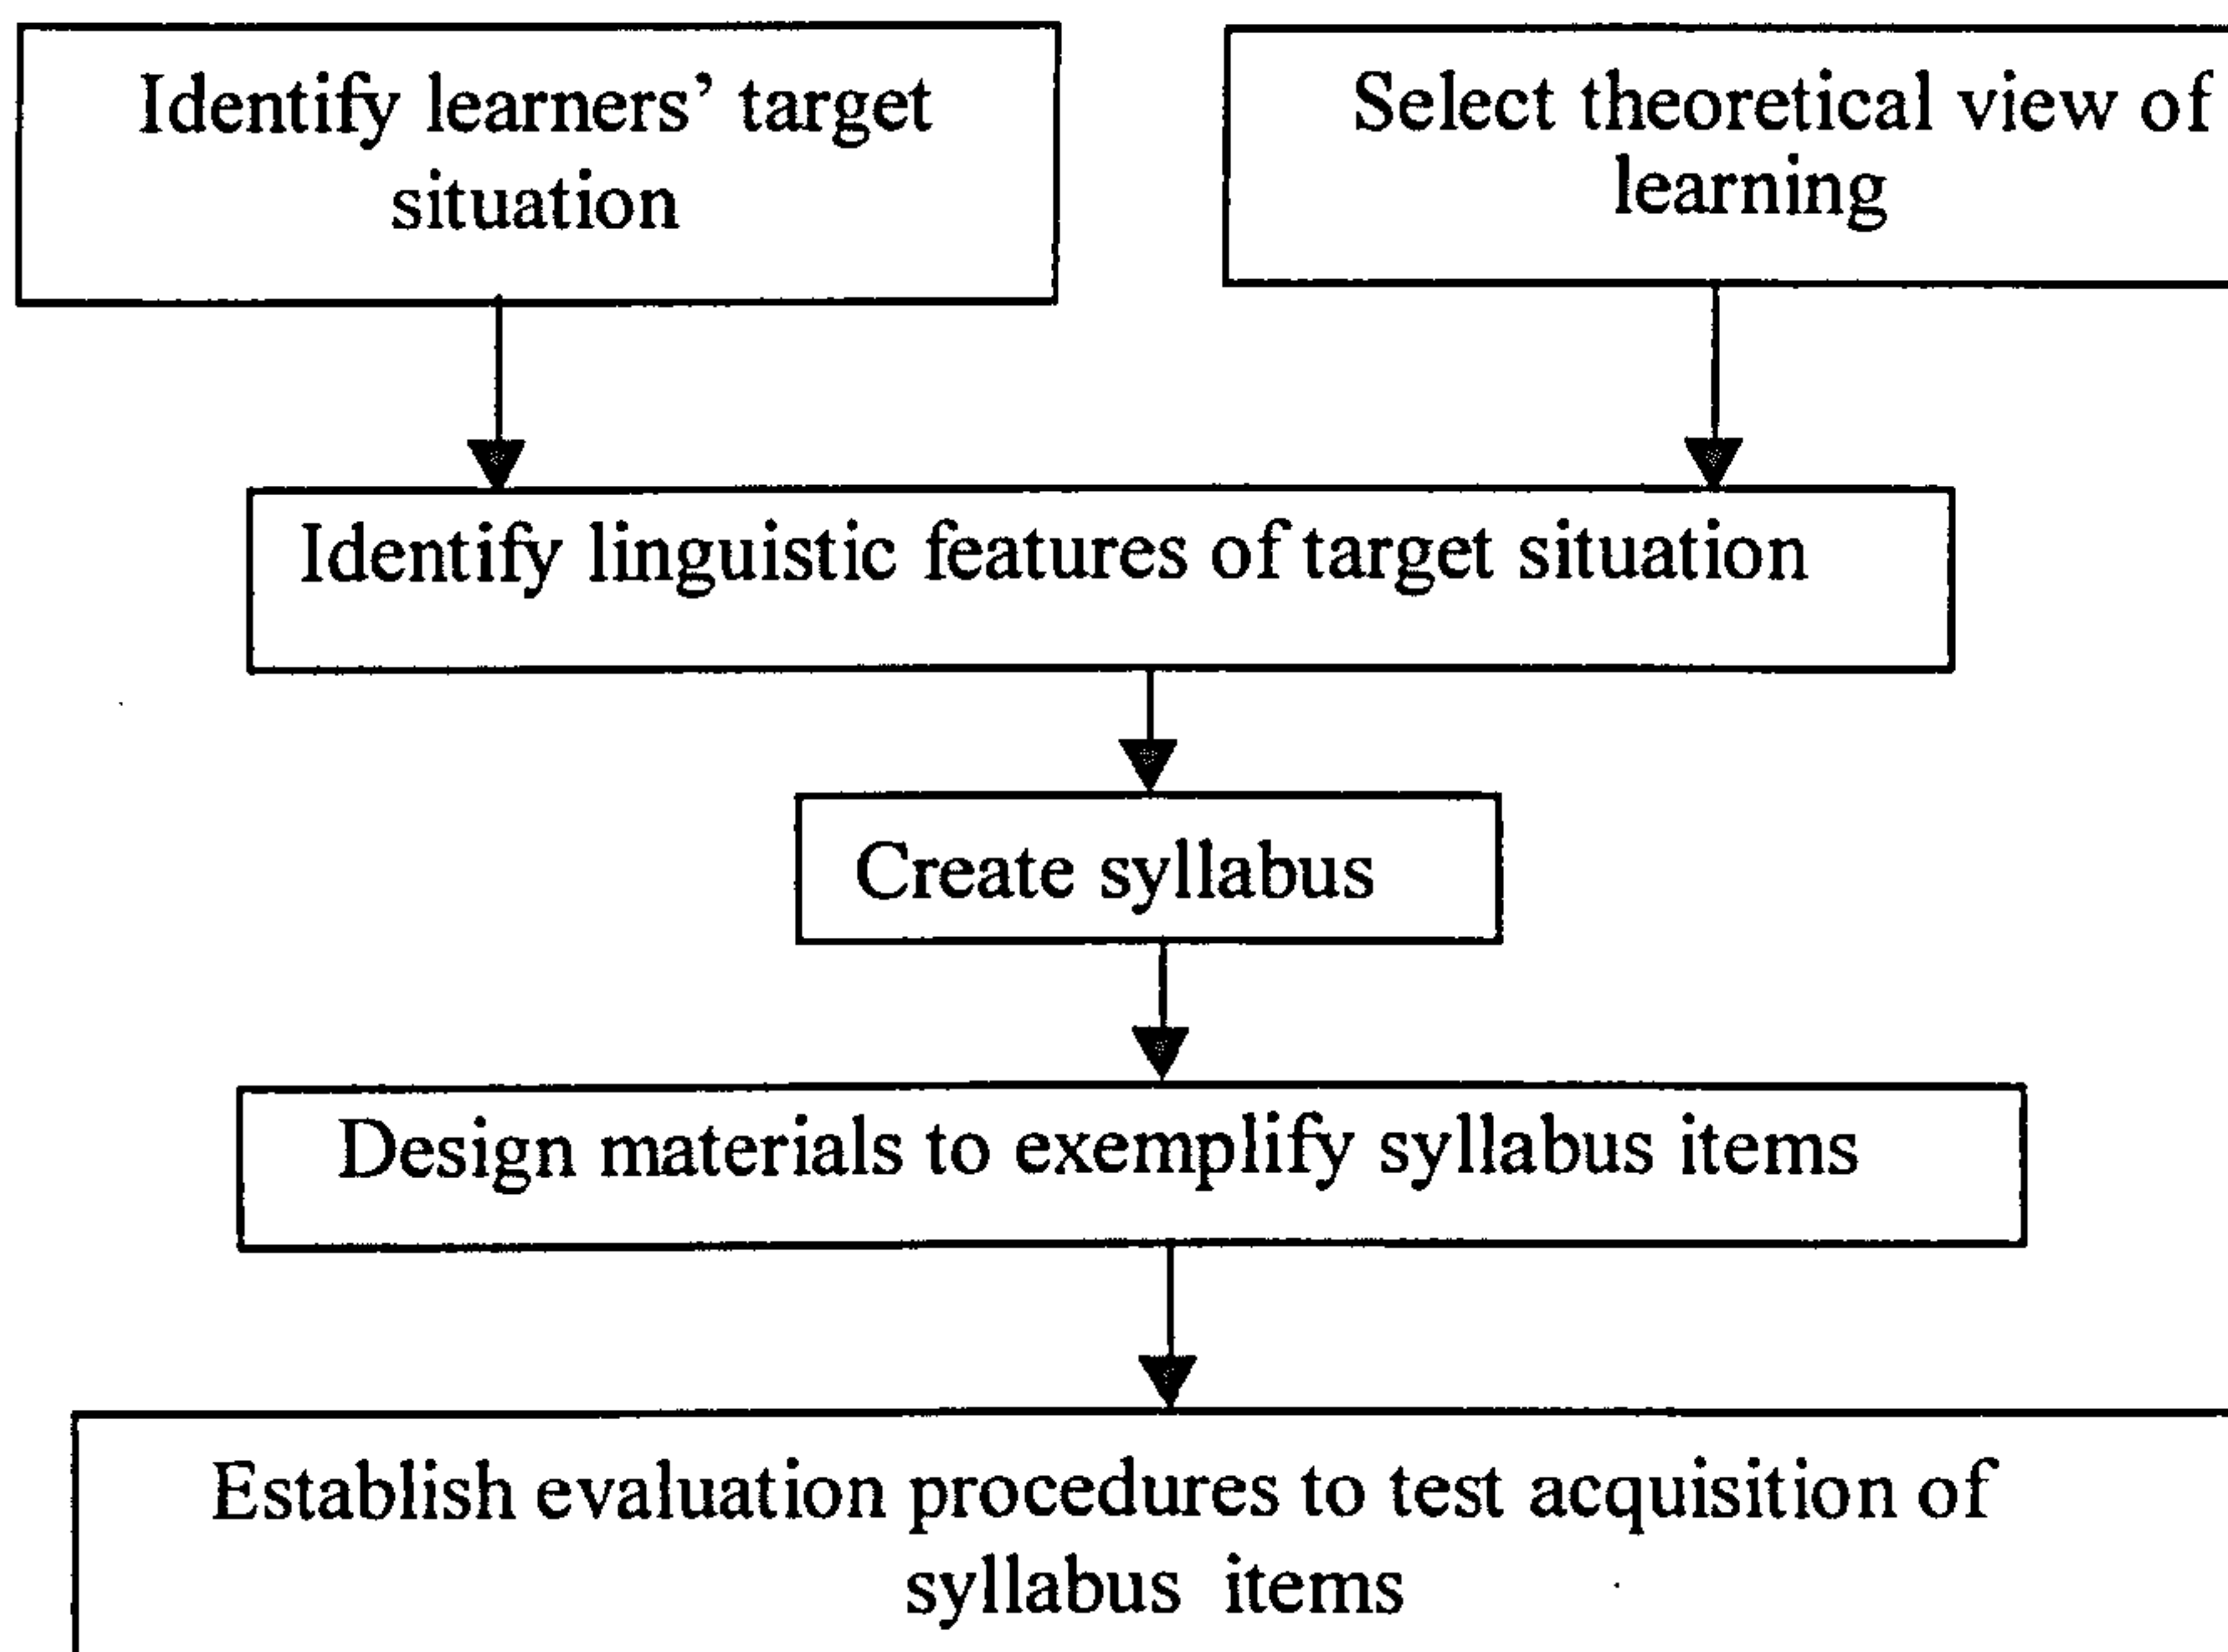 Identify learners’ target
situation
Select theoretical view of
learning
Identify linguistic features of target situation
Create syllabus
Design materials to exemplify syllabus items
Establish evaluation procedures to test acquisition of
syllabus items